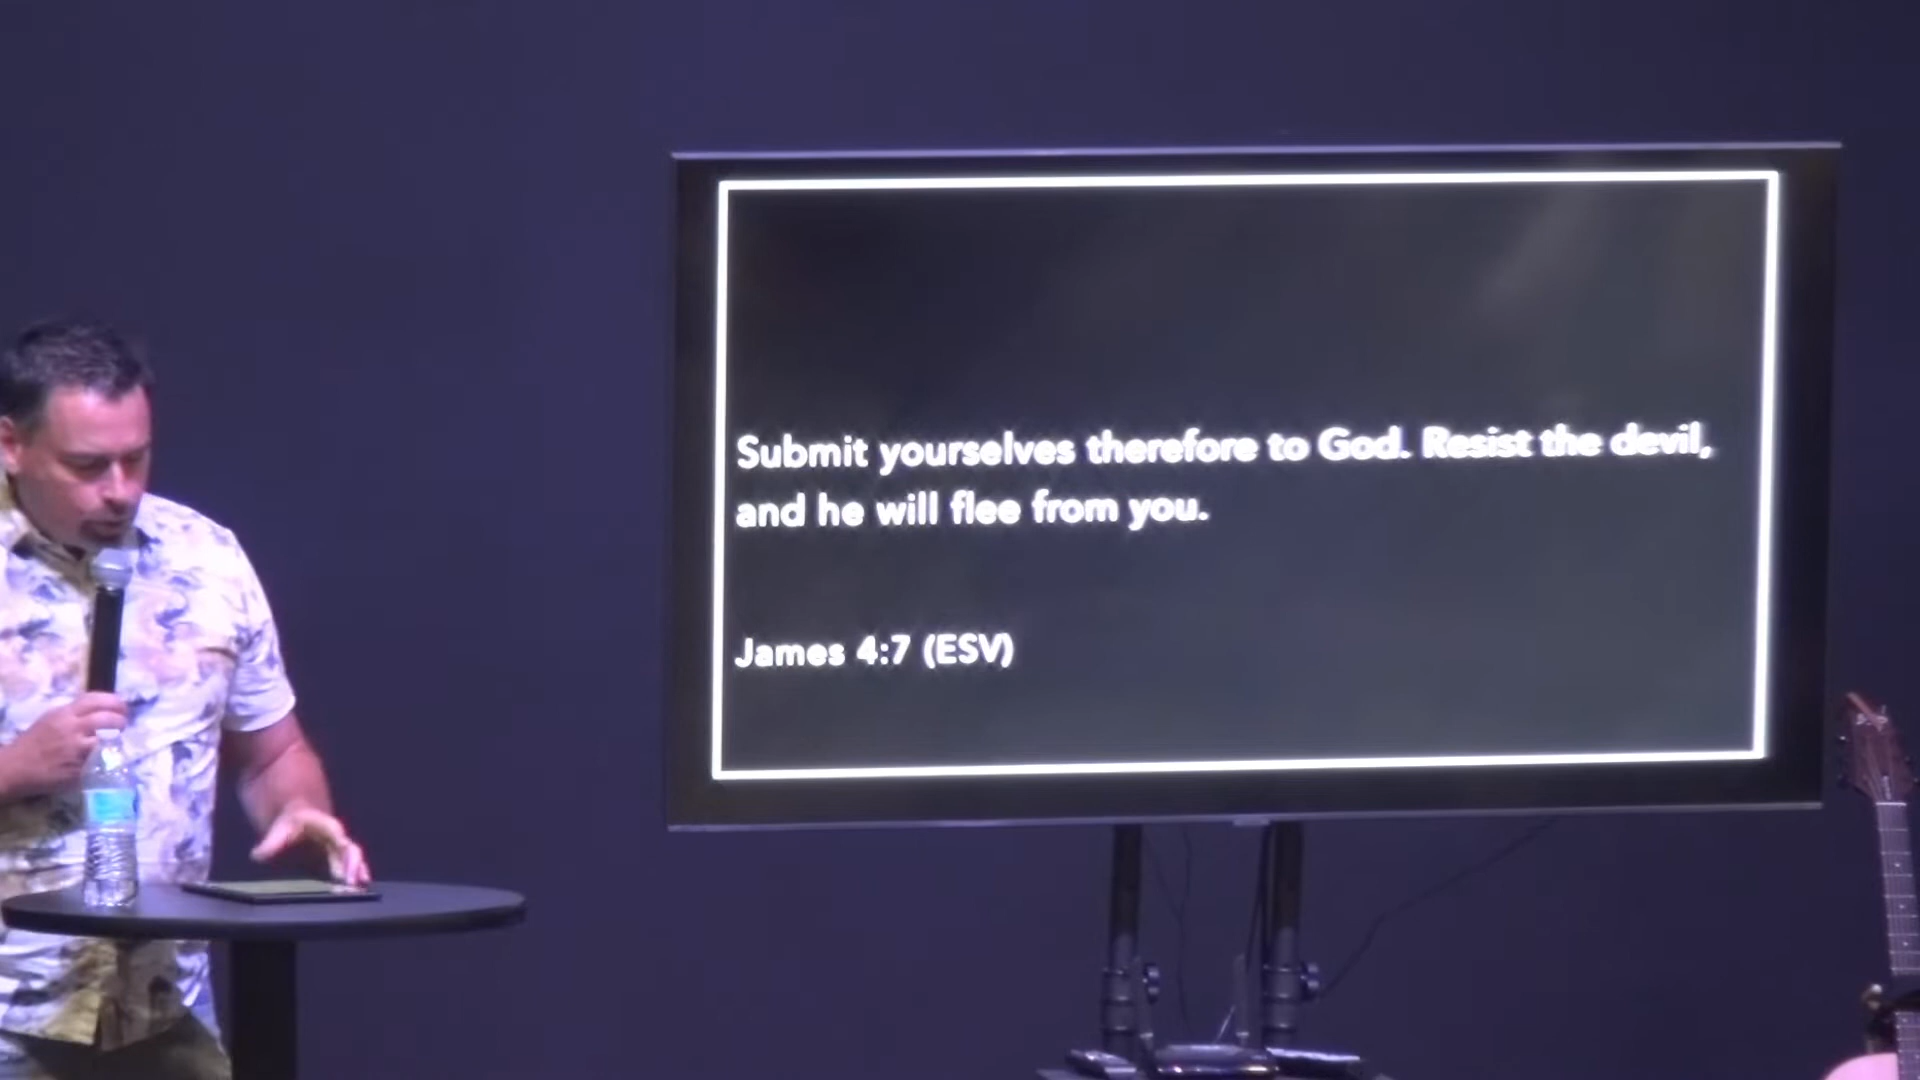 Submit yourselves therefore to God. Resist the devil,
and he will flee from you.
James 4:7 (ESV)